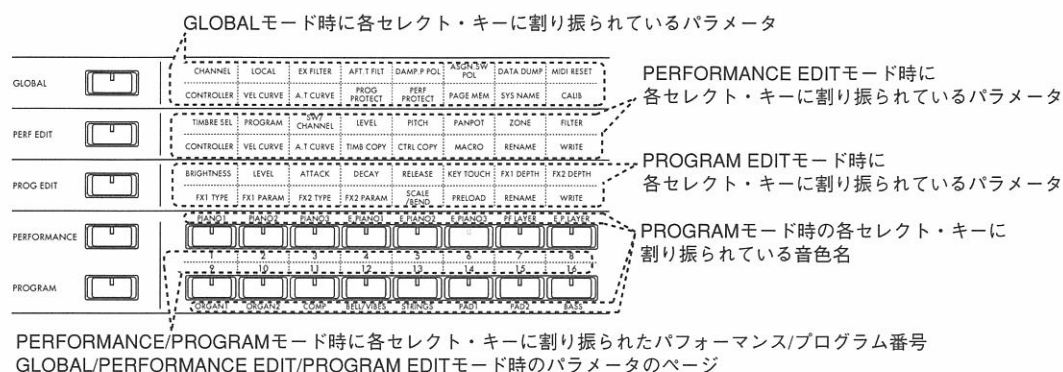 GLOBALモード時に各セレクト・キーに割り振られているパラメータ
GLOBAL
CHANNEL LOCAL EX FILTER AFT.T FILT DAMP.P POL ASGN.SW POL DATA DUMP MIDI RESET
CONTROLLER VEL CURVE A.T CURVE PROG PROTECT PERF PROTECT PAGE MEM SYS NAME CALIB
PERFORMANCE EDITモード時に
各セレクト・キーに割り振られているパラメータ
PERF EDIT
TIMBRE SEL PROGRAM SW/CHANNEL LEVEL PITCH PANPOT ZONE FILTER
CONTROLLER VEL CURVE A.T CURVE TIMB COPY CTRL COPY MACRO RENAME WRITE
PROGRAM EDITモード時に
各セレクト・キーに割り振られているパラメータ
PROG EDIT
BRIGHTNESS LEVEL ATTACK DECAY RELEASE KEY TOUCH FX1 DEPTH FX2 DEPTH
FX1 TYPE FX1 PARAM FX2 TYPE FX2 PARAM SCALE /BEND PRELOAD RENAME WRITE
PROGRAMモード時の各セレクト・キーに
割り振られている音色名
PERFORMANCE
PIANO1 PIANO2 PIANO3 E.PIANO1 E.PIANO2 E.PIANO3 PF.LAYER E.P.LAYER
1 2 3 4 5 6 7 8
9 10 11 12 13 14 15 16
PROGRAM
ORGAN1 ORGAN2 COMP BELL/VIBES STRINGS PAD1 PAD2 BASS
PERFORMANCE/PROGRAMモード時に各セレクト・キーに割り振られたパフォーマンス/プログラム番号
GLOBAL/PERFORMANCE EDIT/PROGRAM EDITモード時のパラメータのページ